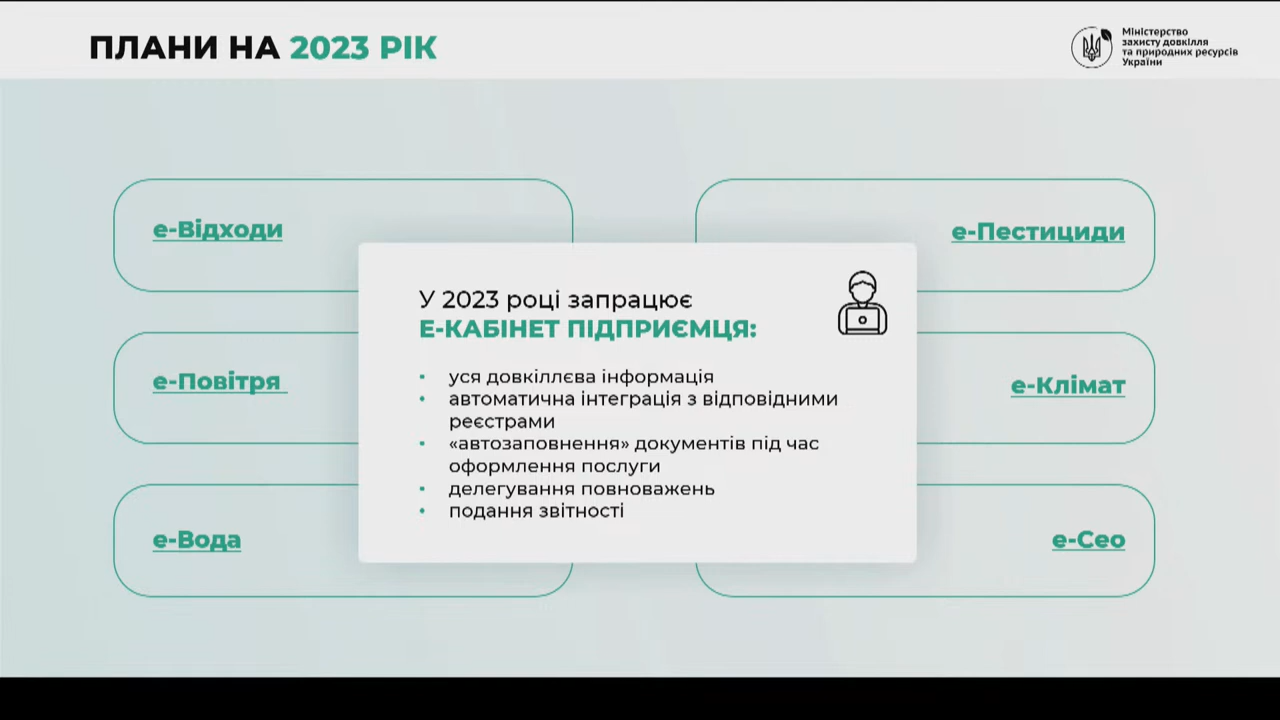 ПЛАНИ НА 2023 РІК
Міністерство
захисту довкілля
та природних ресурсів
України
е-Відходи
е-Пестициди
У 2023 році запрацює
Е-КАБІНЕТ ПІДПРИЄМЦЯ:
• уся довкіллєва інформація
• автоматична інтеграція з відповідними
реєстрами
• «автозаповнення» документів під час
оформлення послуги
• делегування повноважень
• подання звітності
е-Повітря
е-Клімат
е-Вода
е-Сео